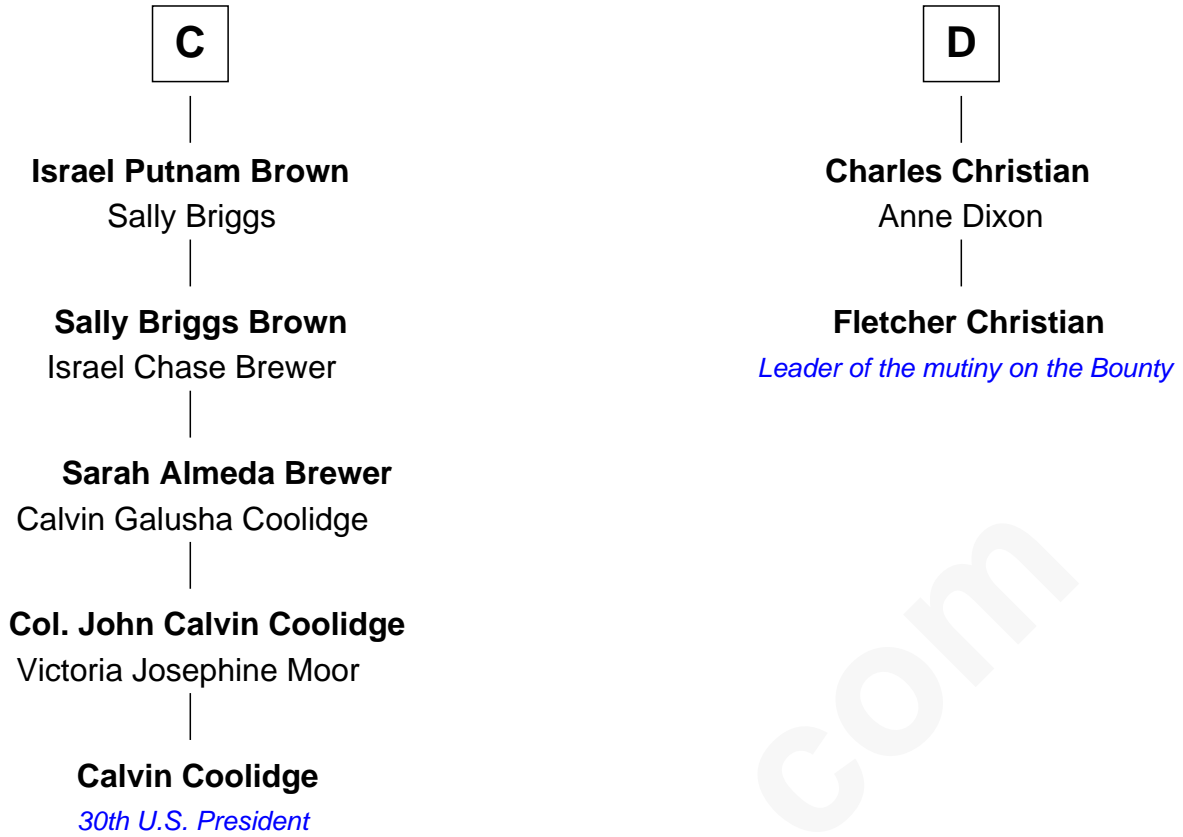 C
Israel Putnam Brown
Sally Briggs
Sally Briggs Brown
Israel Chase Brewer
Sarah Almeda Brewer
Calvin Galusha Coolidge
Col. John Calvin Coolidge
Victoria Josephine Moor
Calvin Coolidge
30th U.S. President
D
Charles Christian
Anne Dixon
Fletcher Christian
Leader of the mutiny on the Bounty
com